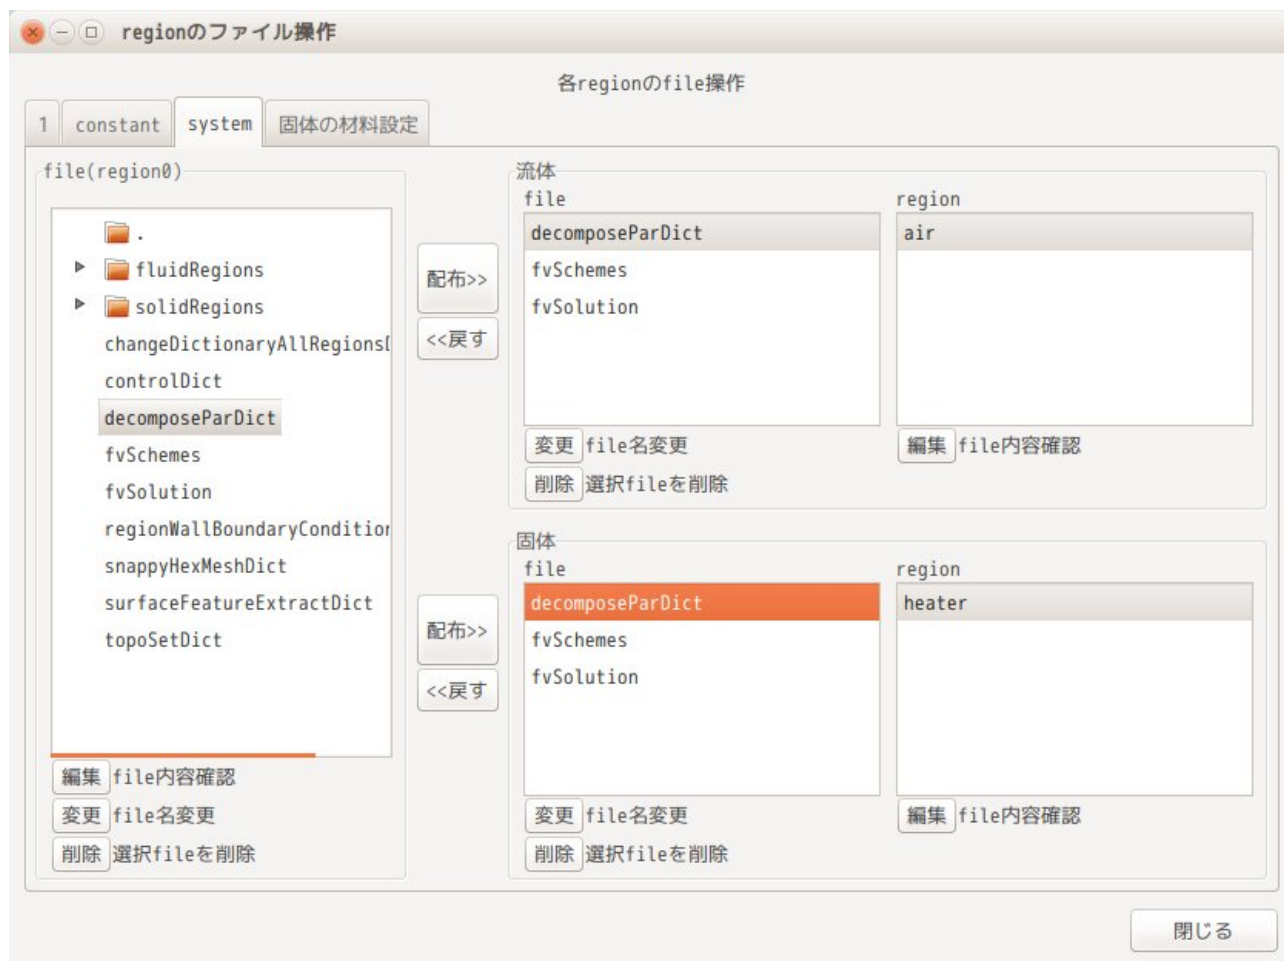 regionのファイル操作
各regionのfile操作
1 constant system 固体の材料設定
file(region0)
.
fluidRegions
solidRegions
changeDictionaryAllRegions
controlDict
decomposeParDict
fvSchemes
fvSolution
regionWallBoundaryCondition
snappyHexMeshDict
surfaceFeatureExtractDict
topoSetDict
編集 file内容確認
変更 file名変更
削除 選択fileを削除
配布>>
<<戻す
配布>>
<<戻す
流体
file
decomposeParDict
fvSchemes
fvSolution
変更 file名変更
削除 選択fileを削除
region
air
編集 file内容確認
固体
file
decomposeParDict
fvSchemes
fvSolution
変更 file名変更
削除 選択fileを削除
region
heater
編集 file内容確認
閉じる